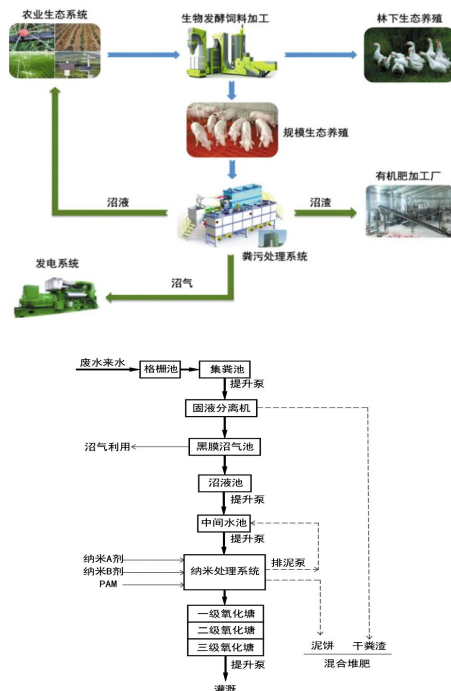 农业生态系统
生物发酵饲料加工
林下生态养殖
规模生态养殖
有机肥加工厂
沼液
沼渣
粪污处理系统
发电系统
沼气
废水来水
格栅池
集粪池
提升泵
固液分离机
沼气利用
黑膜沼气池
沼液池
提升泵
中间水池
提升泵
排泥泵
纳米A剂
纳米B剂
PAM
纳米处理系统
一级氧化塘
二级氧化塘
三级氧化塘
泥饼
干粪渣
混合堆肥
提升泵
灌溉